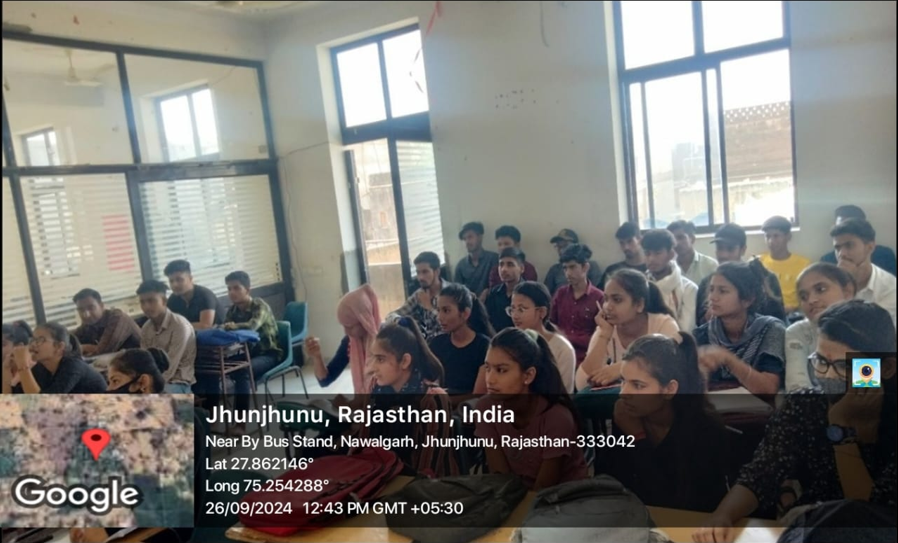 Jhunjhunu, Rajasthan, India
Near By Bus Stand, Nawalgarh, Jhunjhunu, Rajasthan-333042
Lat 27.862146°
Long 75.254288°
26/09/2024 12:43 PM GMT +05:30
Google